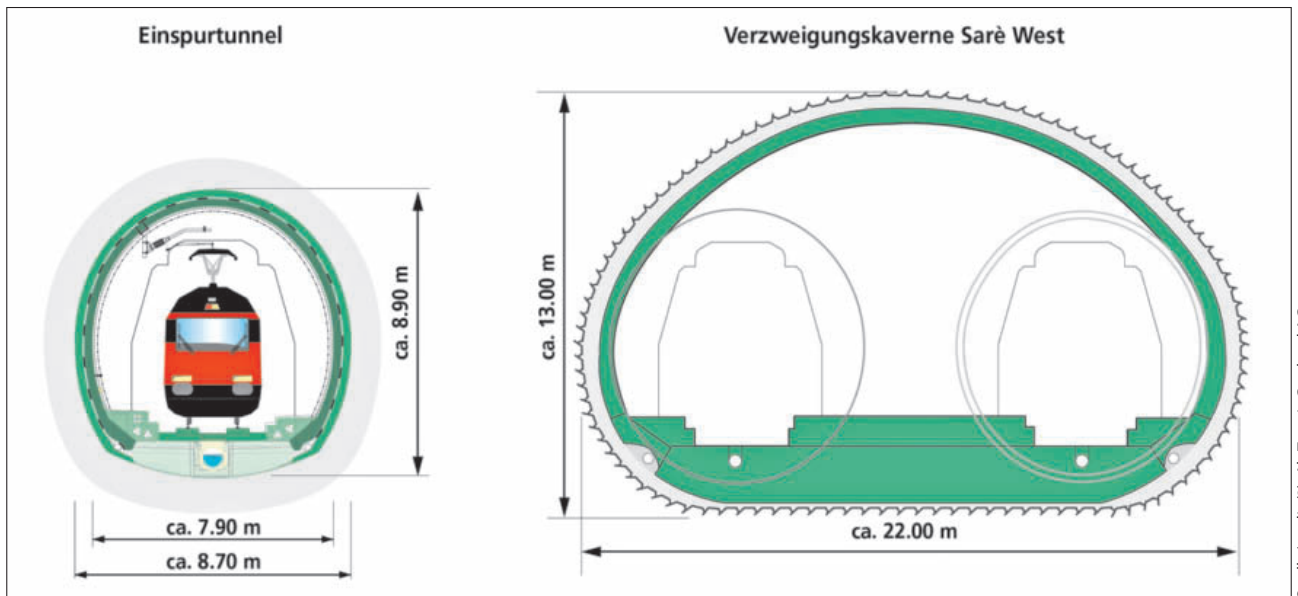 Einspurtunnel
Verzweigungskaverne Sarè West
ca. 8.90 m
ca. 7.90 m
ca. 8.70 m
ca. 13.00 m
ca. 22.00 m